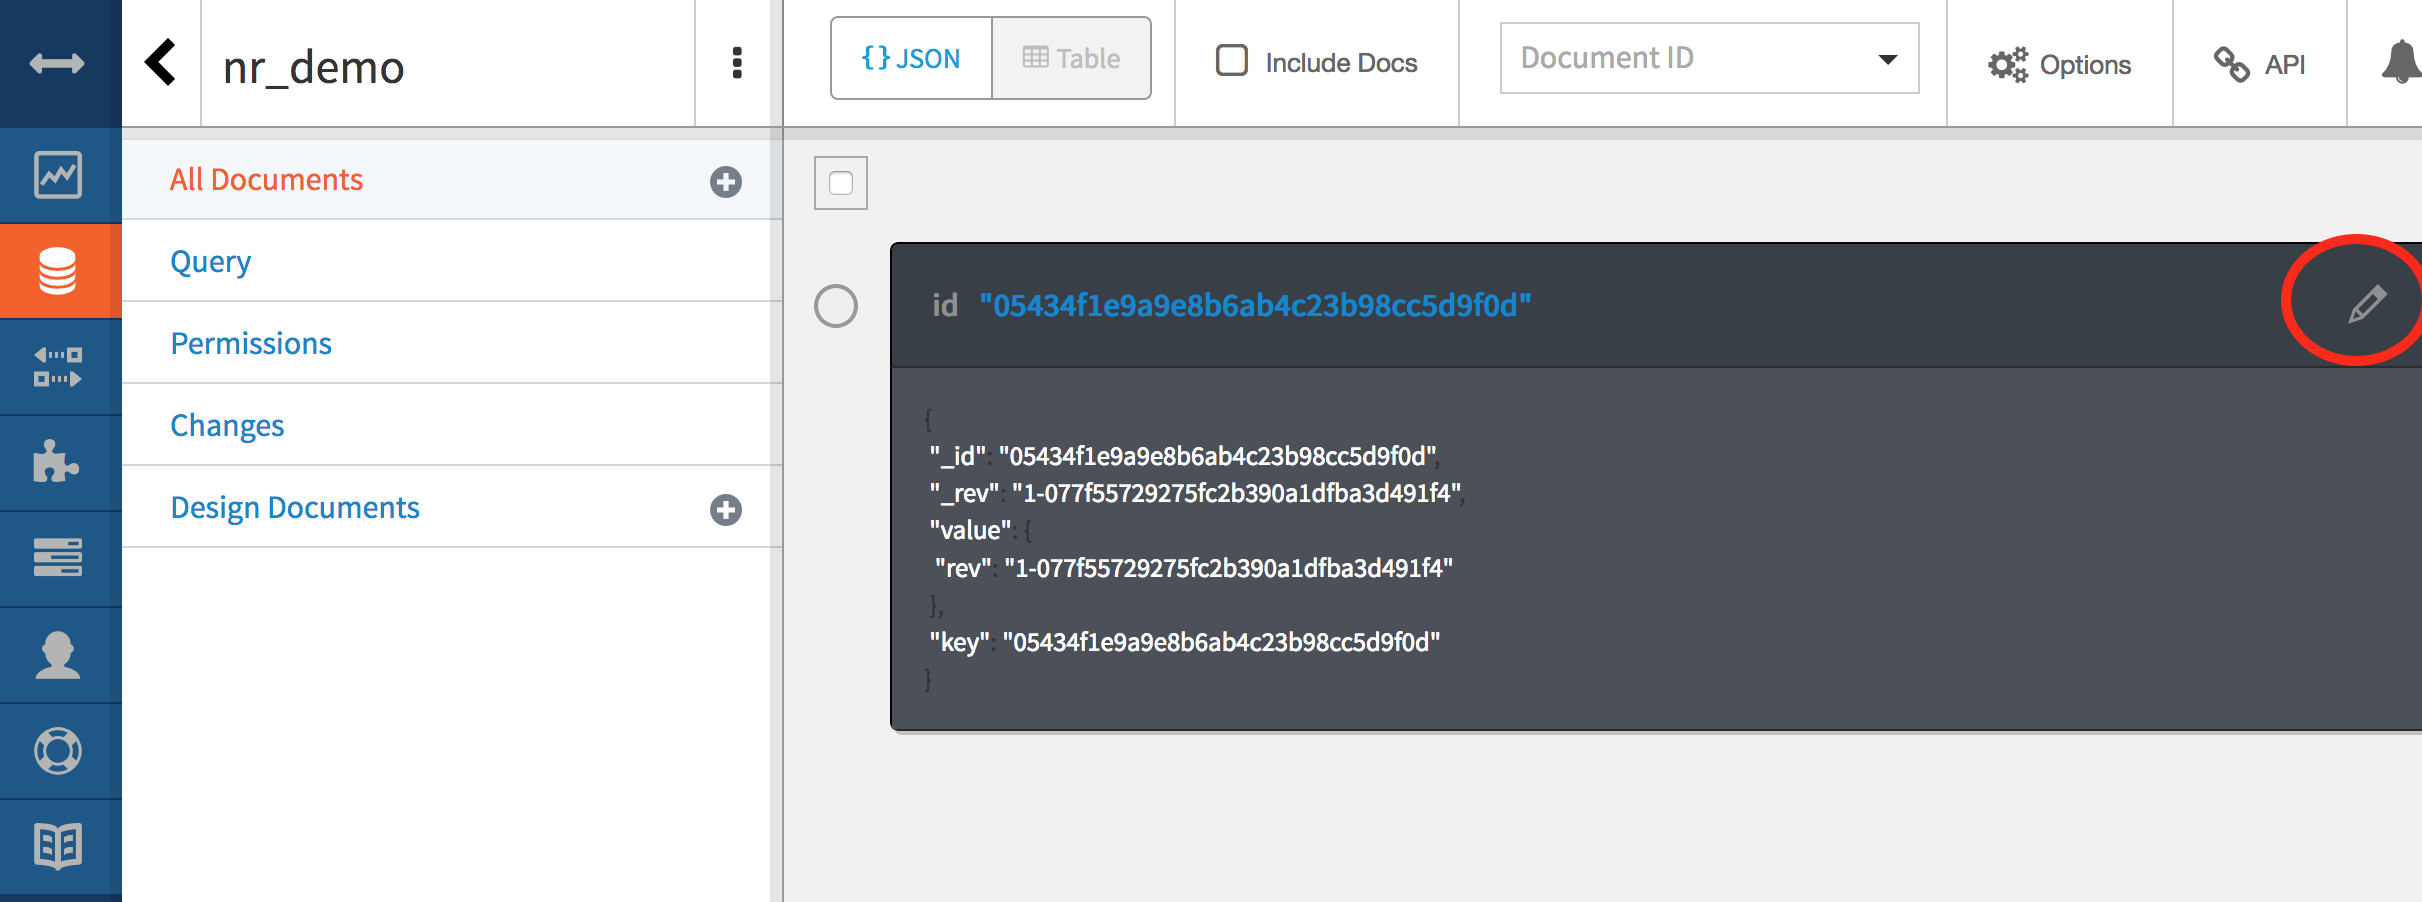 nr_demo
{} JSON
Table
Include Docs
Document ID
Options
API
All Documents
Query
Permissions
Changes
Design Documents
id "05434f1e9a9e8b6ab4c23b98cc5d9f0d"
{
"_id": "05434f1e9a9e8b6ab4c23b98cc5d9f0d",
"_rev": "1-077f55729275fc2b390a1dfba3d491f4",
"value": {
"rev": "1-077f55729275fc2b390a1dfba3d491f4"
},
"key": "05434f1e9a9e8b6ab4c23b98cc5d9f0d"
}